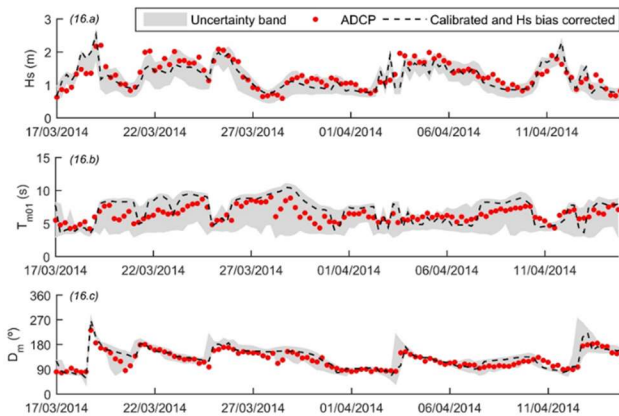 Uncertainty band ADCP Calibrated and Hs bias corrected
(16.a)
Hs (m)
3
2
1
0
17/03/2014 22/03/2014 27/03/2014 01/04/2014 06/04/2014 11/04/2014
(16.b)
Tm01 (s)
15
10
5
0
17/03/2014 22/03/2014 27/03/2014 01/04/2014 06/04/2014 11/04/2014
(16.c)
Dm (º)
360
270
180
90
0
17/03/2014 22/03/2014 27/03/2014 01/04/2014 06/04/2014 11/04/2014